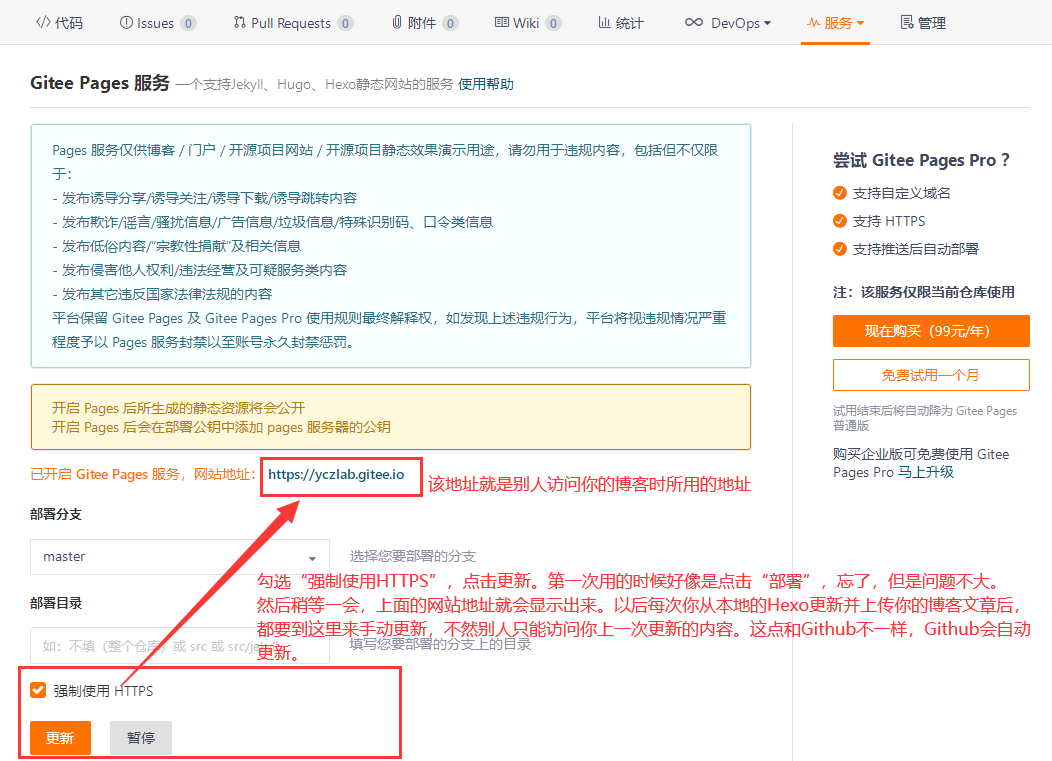 代码
Issues 0
Pull Requests 0
附件 0
Wiki 0
统计
DevOps
服务
管理
Gitee Pages 服务 —个支持Jekyll、Hugo、Hexo静态网站的服务 使用帮助
Pages 服务仅供博客 / 门户 / 开源项目网站 / 开源项目静态效果演示用途，请勿用于违规内容，包括但不仅限
于：
- 发布诱导分享/诱导关注/诱导下载/诱导跳转内容
- 发布欺诈/谣言/骚扰信息/广告信息/垃圾信息/特殊识别码、口令类信息
- 发布低俗内容/“宗教性捐献”及相关信息
- 发布侵害他人权利/违法经营及可疑服务类内容
- 发布其它违反国家法律法规的内容
平台保留 Gitee Pages 及 Gitee Pages Pro 使用规则最终解释权，如发现上述违规行为，平台将视违规情况严重
程度予以 Pages 服务封禁以至账号永久封禁惩罚。
开启 Pages 后所生成的静态资源将会公开
开启 Pages 后会在部署公钥中添加 pages 服务器的公钥
已开启 Gitee Pages 服务，网站地址： https://yczlab.gitee.io
该地址就是别人访问你的博客时所用的地址
部署分支
master
选择您要部署的分支
勾选“强制使用HTTPS”，点击更新。第一次用的时候好像是点击“部署”，忘了，但是问题不大。
然后稍等一会，上面的网站地址就会显示出来。以后每次你从本地的Hexo更新并上传你的博客文章后，
都要到这里来手动更新，不然别人只能访问你上一次更新的内容。这点和Github不一样，Github会自动
更新。
部署目录
如：不填（整个仓库）或 src 或 src/jekyll
填写您要部署的分支上的目录
强制使用 HTTPS
更新
暂停
尝试 Gitee Pages Pro ？
支持自定义域名
支持 HTTPS
支持推送后自动部署
注：该服务仅限当前仓库使用
现在购买（99元/年）
免费试用一个月
试用结束后将自动降为 Gitee Pages
普通版
购买企业版可免费使用 Gitee
Pages Pro 马上升级